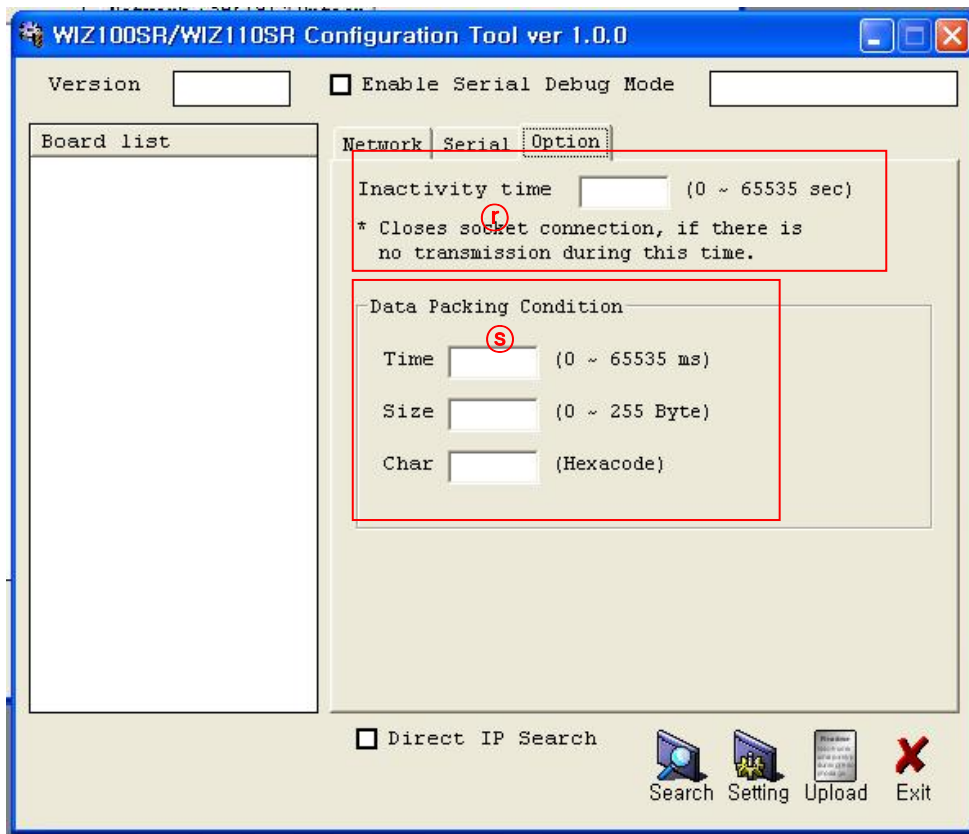 WIZ100SR/WIZ110SR Configuration Tool ver 1.0.0
Version
Enable Serial Debug Mode
Board list
Network Serial Option
Inactivity time (0 ~ 65535 sec)
ⓡ
* Closes socket connection, if there is
no transmission during this time.
Data Packing Condition
ⓢ
Time (0 ~ 65535 ms)
Size (0 ~ 255 Byte)
Char (Hexacode)
Direct IP Search
Search Setting Upload Exit